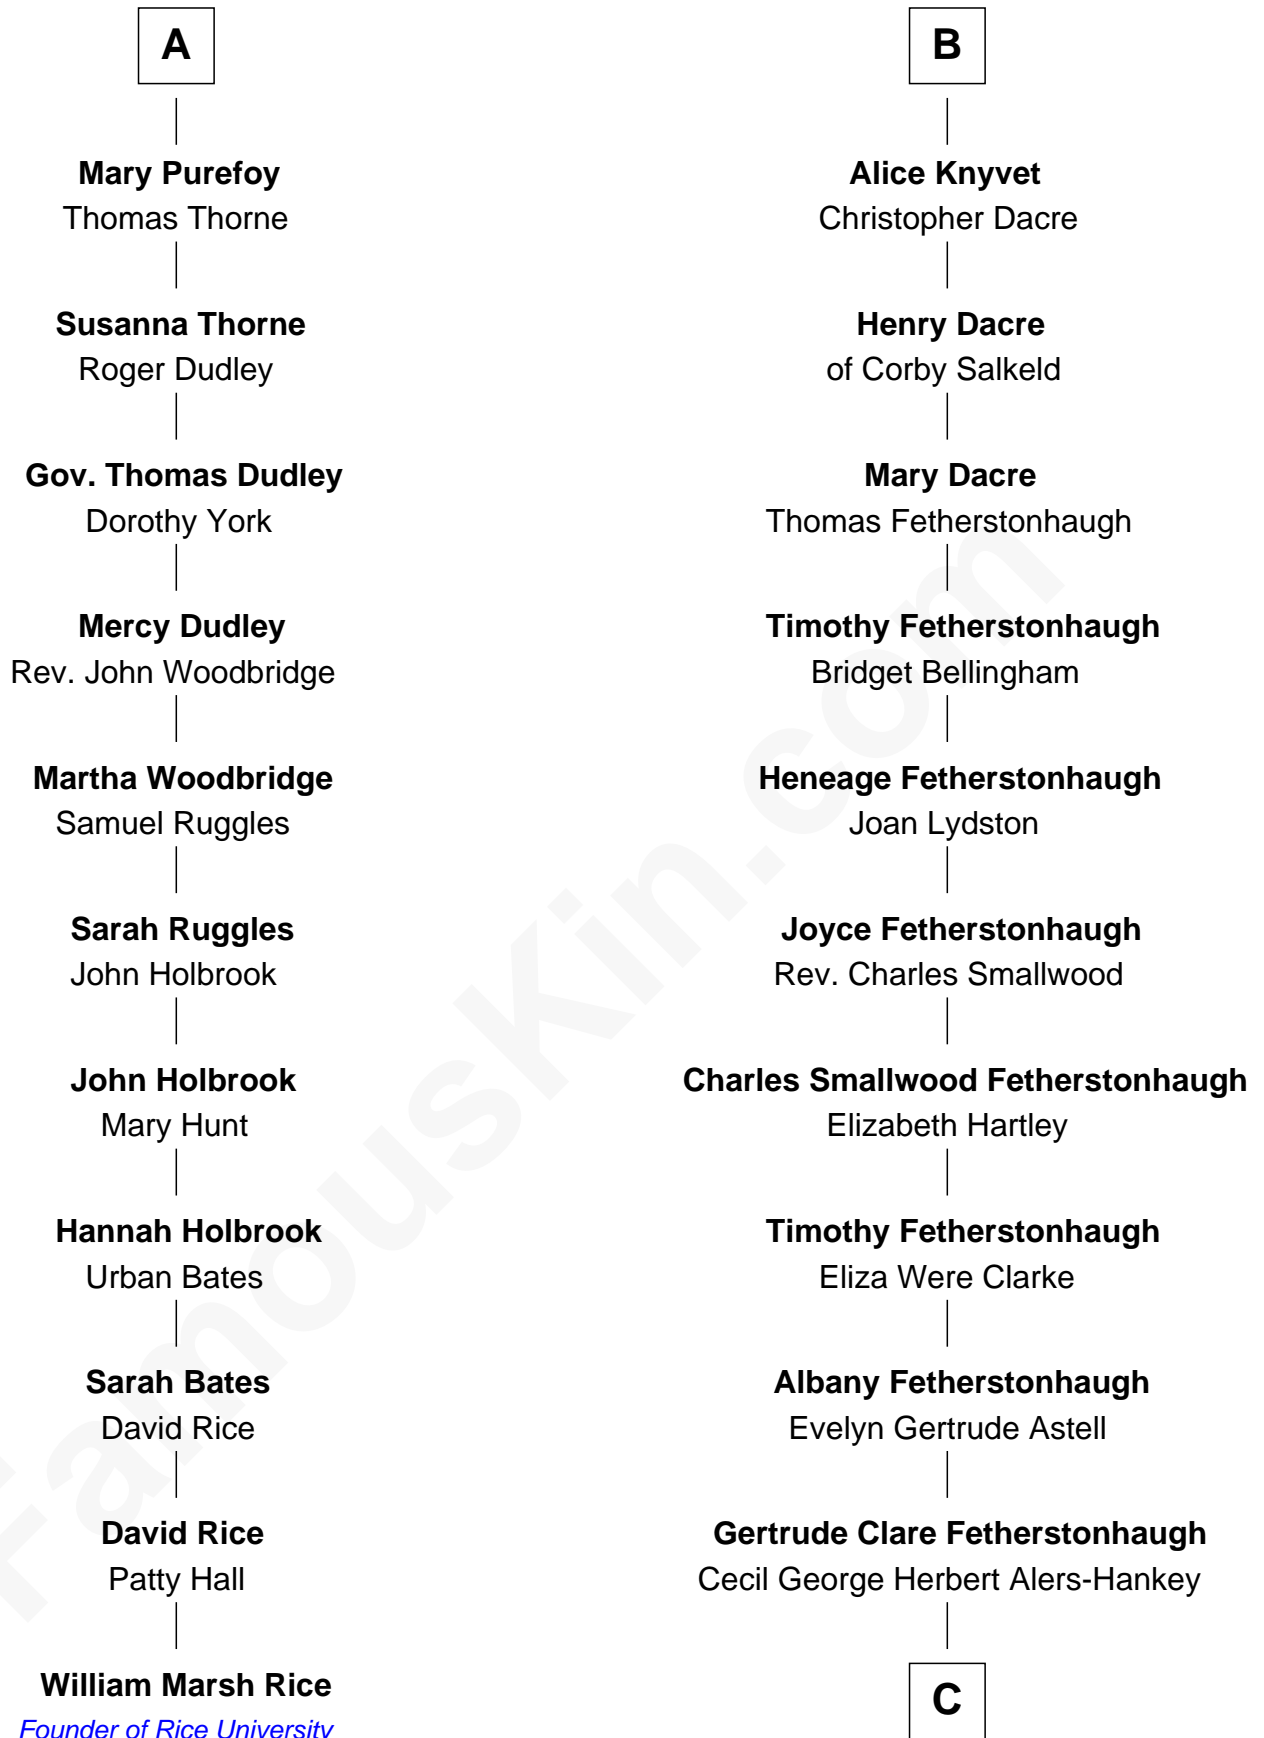 A
Mary Purefoy
Thomas Thorne
Susanna Thorne
Roger Dudley
Gov. Thomas Dudley
Dorothy York
Mercy Dudley
Rev. John Woodbridge
Martha Woodbridge
Samuel Ruggles
Sarah Ruggles
John Holbrook
John Holbrook
Mary Hunt
Hannah Holbrook
Urban Bates
Sarah Bates
David Rice
David Rice
Patty Hall
William Marsh Rice
Founder of Rice University
B
Alice Knyvet
Christopher Dacre
Henry Dacre
of Corby Salkeld
Mary Dacre
Thomas Fetherstonhaugh
Timothy Fetherstonhaugh
Bridget Bellingham
Heneage Fetherstonhaugh
Joan Lydston
Joyce Fetherstonhaugh
Rev. Charles Smallwood
Charles Smallwood Fetherstonhaugh
Elizabeth Hartley
Timothy Fetherstonhaugh
Eliza Were Clarke
Albany Fetherstonhaugh
Evelyn Gertrude Astell
Gertrude Clare Fetherstonhaugh
Cecil George Herbert Alers-Hankey
C
FamousKin.com